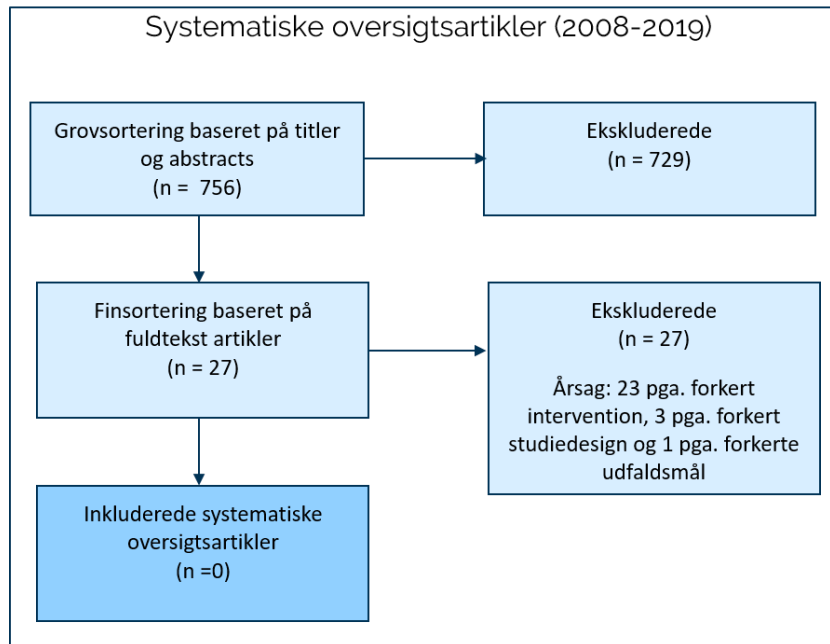 Systematiske oversigtsartikler (2008-2019)
Grovsortering baseret på titler
og abstracts
(n =  756)
Ekskluderede
(n = 729)
Finsortering baseret på
fuldtekst artikler
(n = 27)
Ekskluderede
(n = 27)
Årsag: 23 pga. forkert
intervention, 3 pga. forkert
studiedesign og 1 pga. forkerte
udfaldsmål
Inkluderede systematiske
oversigtsartikler
(n =0)